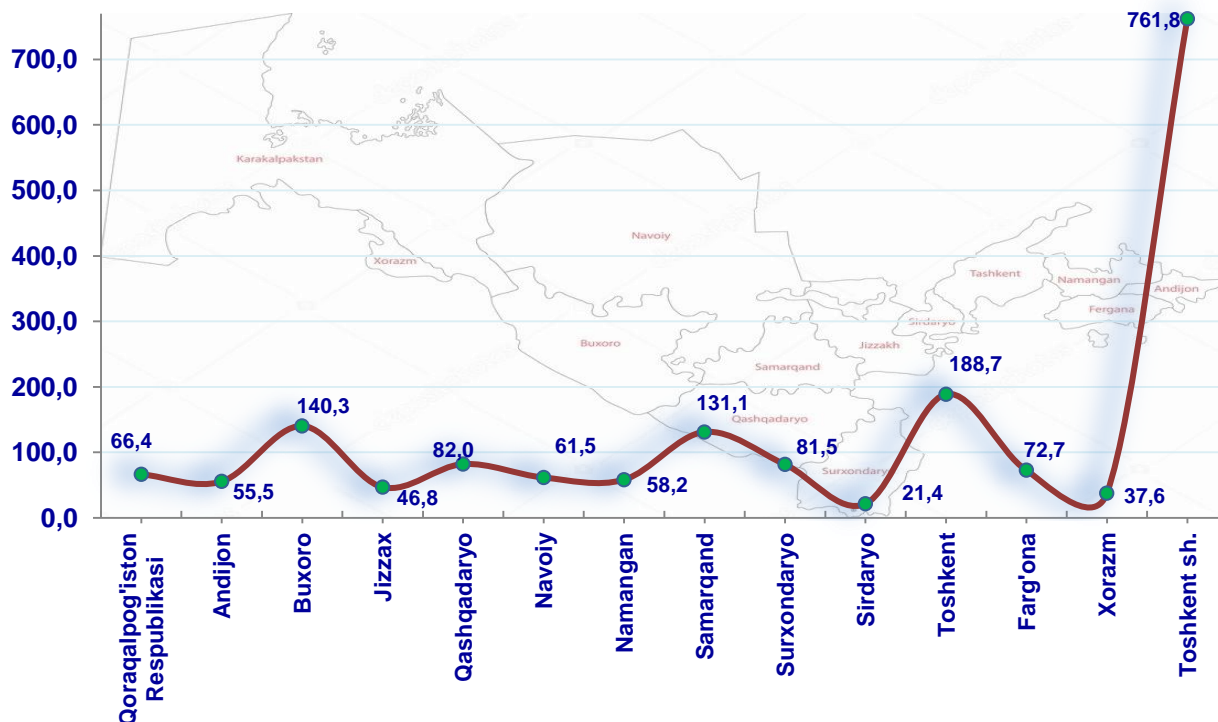 761,8
700,0
600,0
500,0
400,0
300,0
200,0
100,0
0,0
Karakalpakstan
Navoiy
Xorazm
Tashkent
Namangan
Andijon
Fergana
Sirdaryo
Buxoro
Jizzakh
Samarqand
Qashqadaryo
Surxondaryo
66,4
55,5
140,3
46,8
82,0
61,5
58,2
131,1
81,5
21,4
188,7
72,7
37,6
Qoraqalpog'iston
Respublikasi
Andijon
Buxoro
Jizzax
Qashqadaryo
Navoiy
Namangan
Samarqand
Surxondaryo
Sirdaryo
Toshkent
Farg'ona
Xorazm
Toshkent sh.